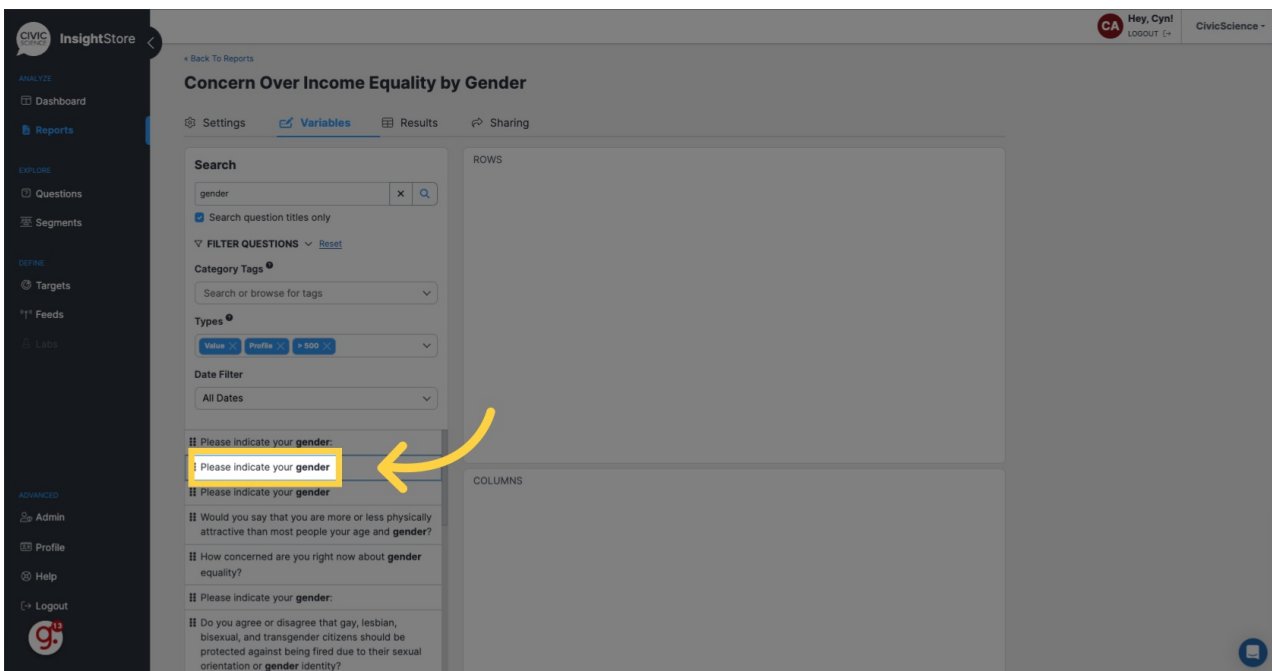 CIVIC
SCIENCE
InsightStore
ANALYZE
Dashboard
Reports
EXPLORE
Questions
Segments
DEFINE
Targets
Feeds
Labs
ADVANCED
Admin
Profile
Help
Logout
g.
13
CA
Hey, Cyn!
LOGOUT
CivicScience
« Back To Reports
Concern Over Income Equality by Gender
Settings
Variables
Results
Sharing
Search
gender
Search question titles only
FILTER QUESTIONS
Reset
Category Tags
Search or browse for tags
Types
Value
Profile
> 500
Date Filter
All Dates
Please indicate your gender:
Please indicate your gender
Please indicate your gender
Would you say that you are more or less physically
attractive than most people your age and gender?
How concerned are you right now about gender
equality?
Please indicate your gender:
Do you agree or disagree that gay, lesbian,
bisexual, and transgender citizens should be
protected against being fired due to their sexual
orientation or gender identity?
ROWS
COLUMNS